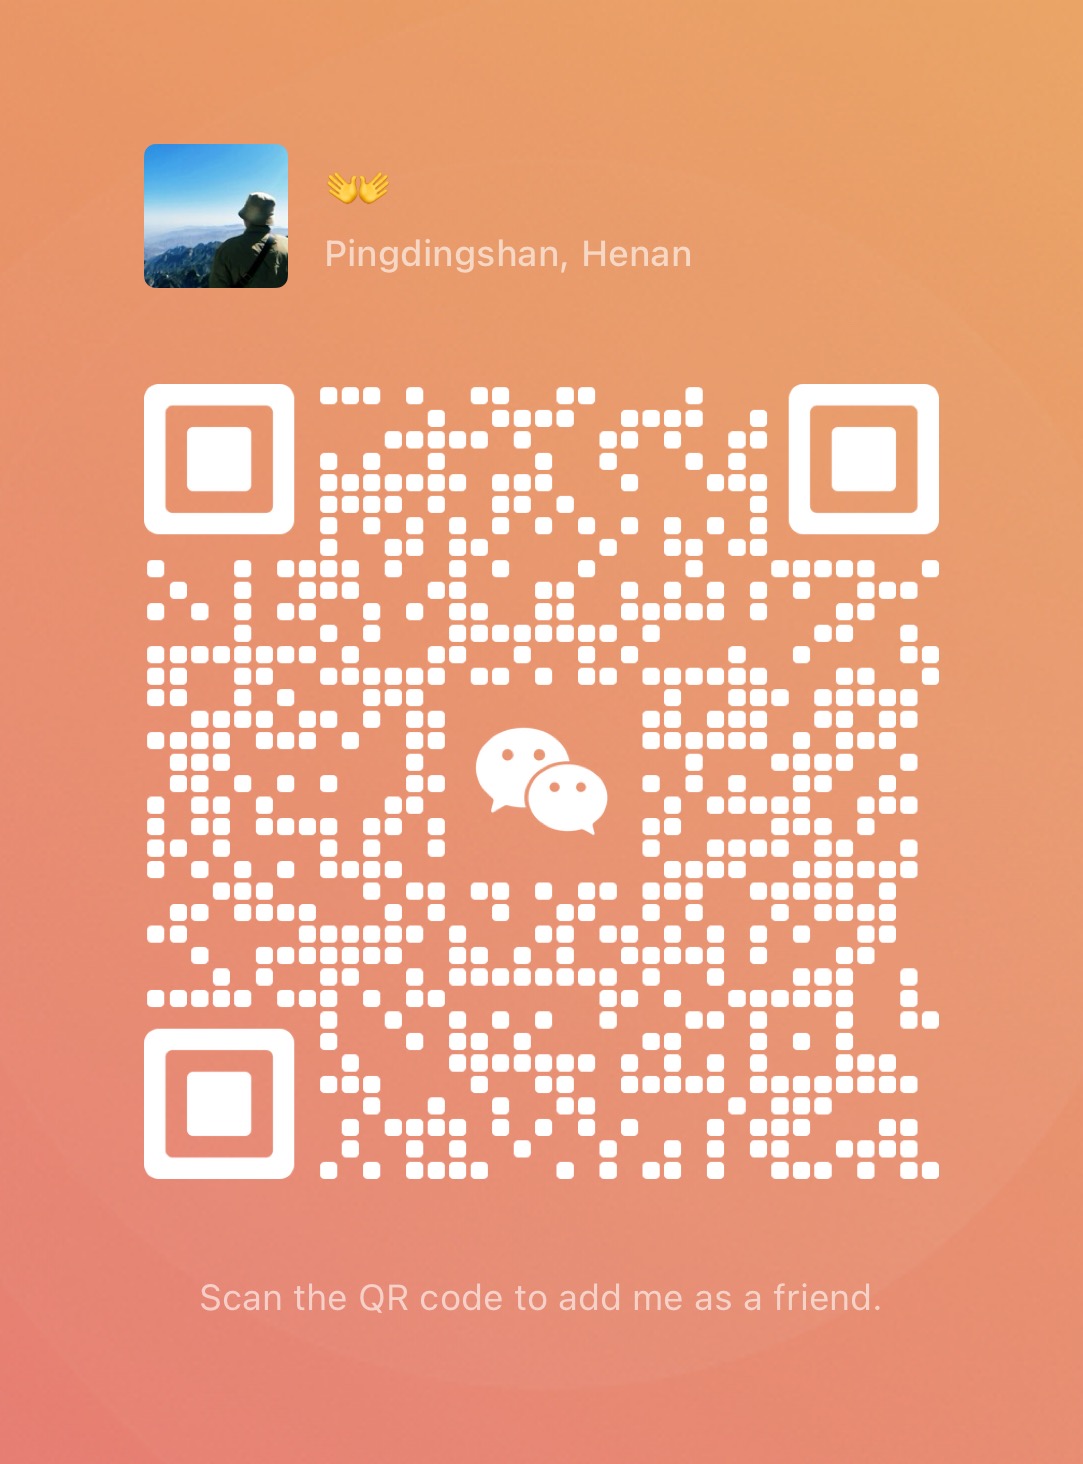 👐
Pingdingshan, Henan
Scan the QR code to add me as a friend.